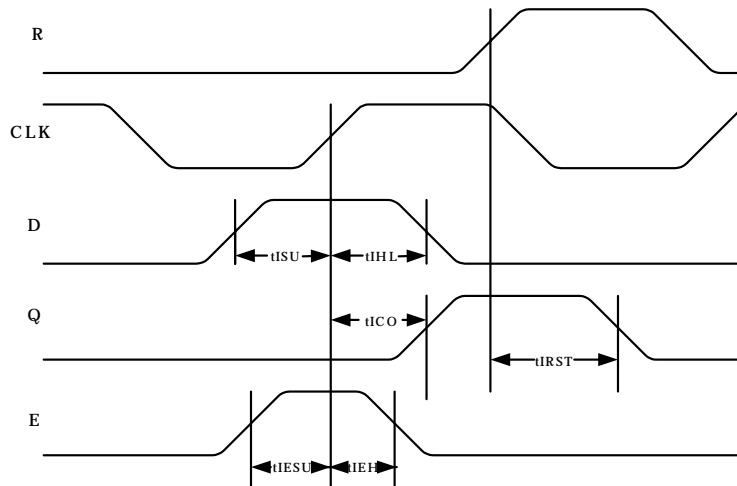 R
CLK
D
tISU tIHL
Q
tICO
tIRST
E
tIESU tIEH